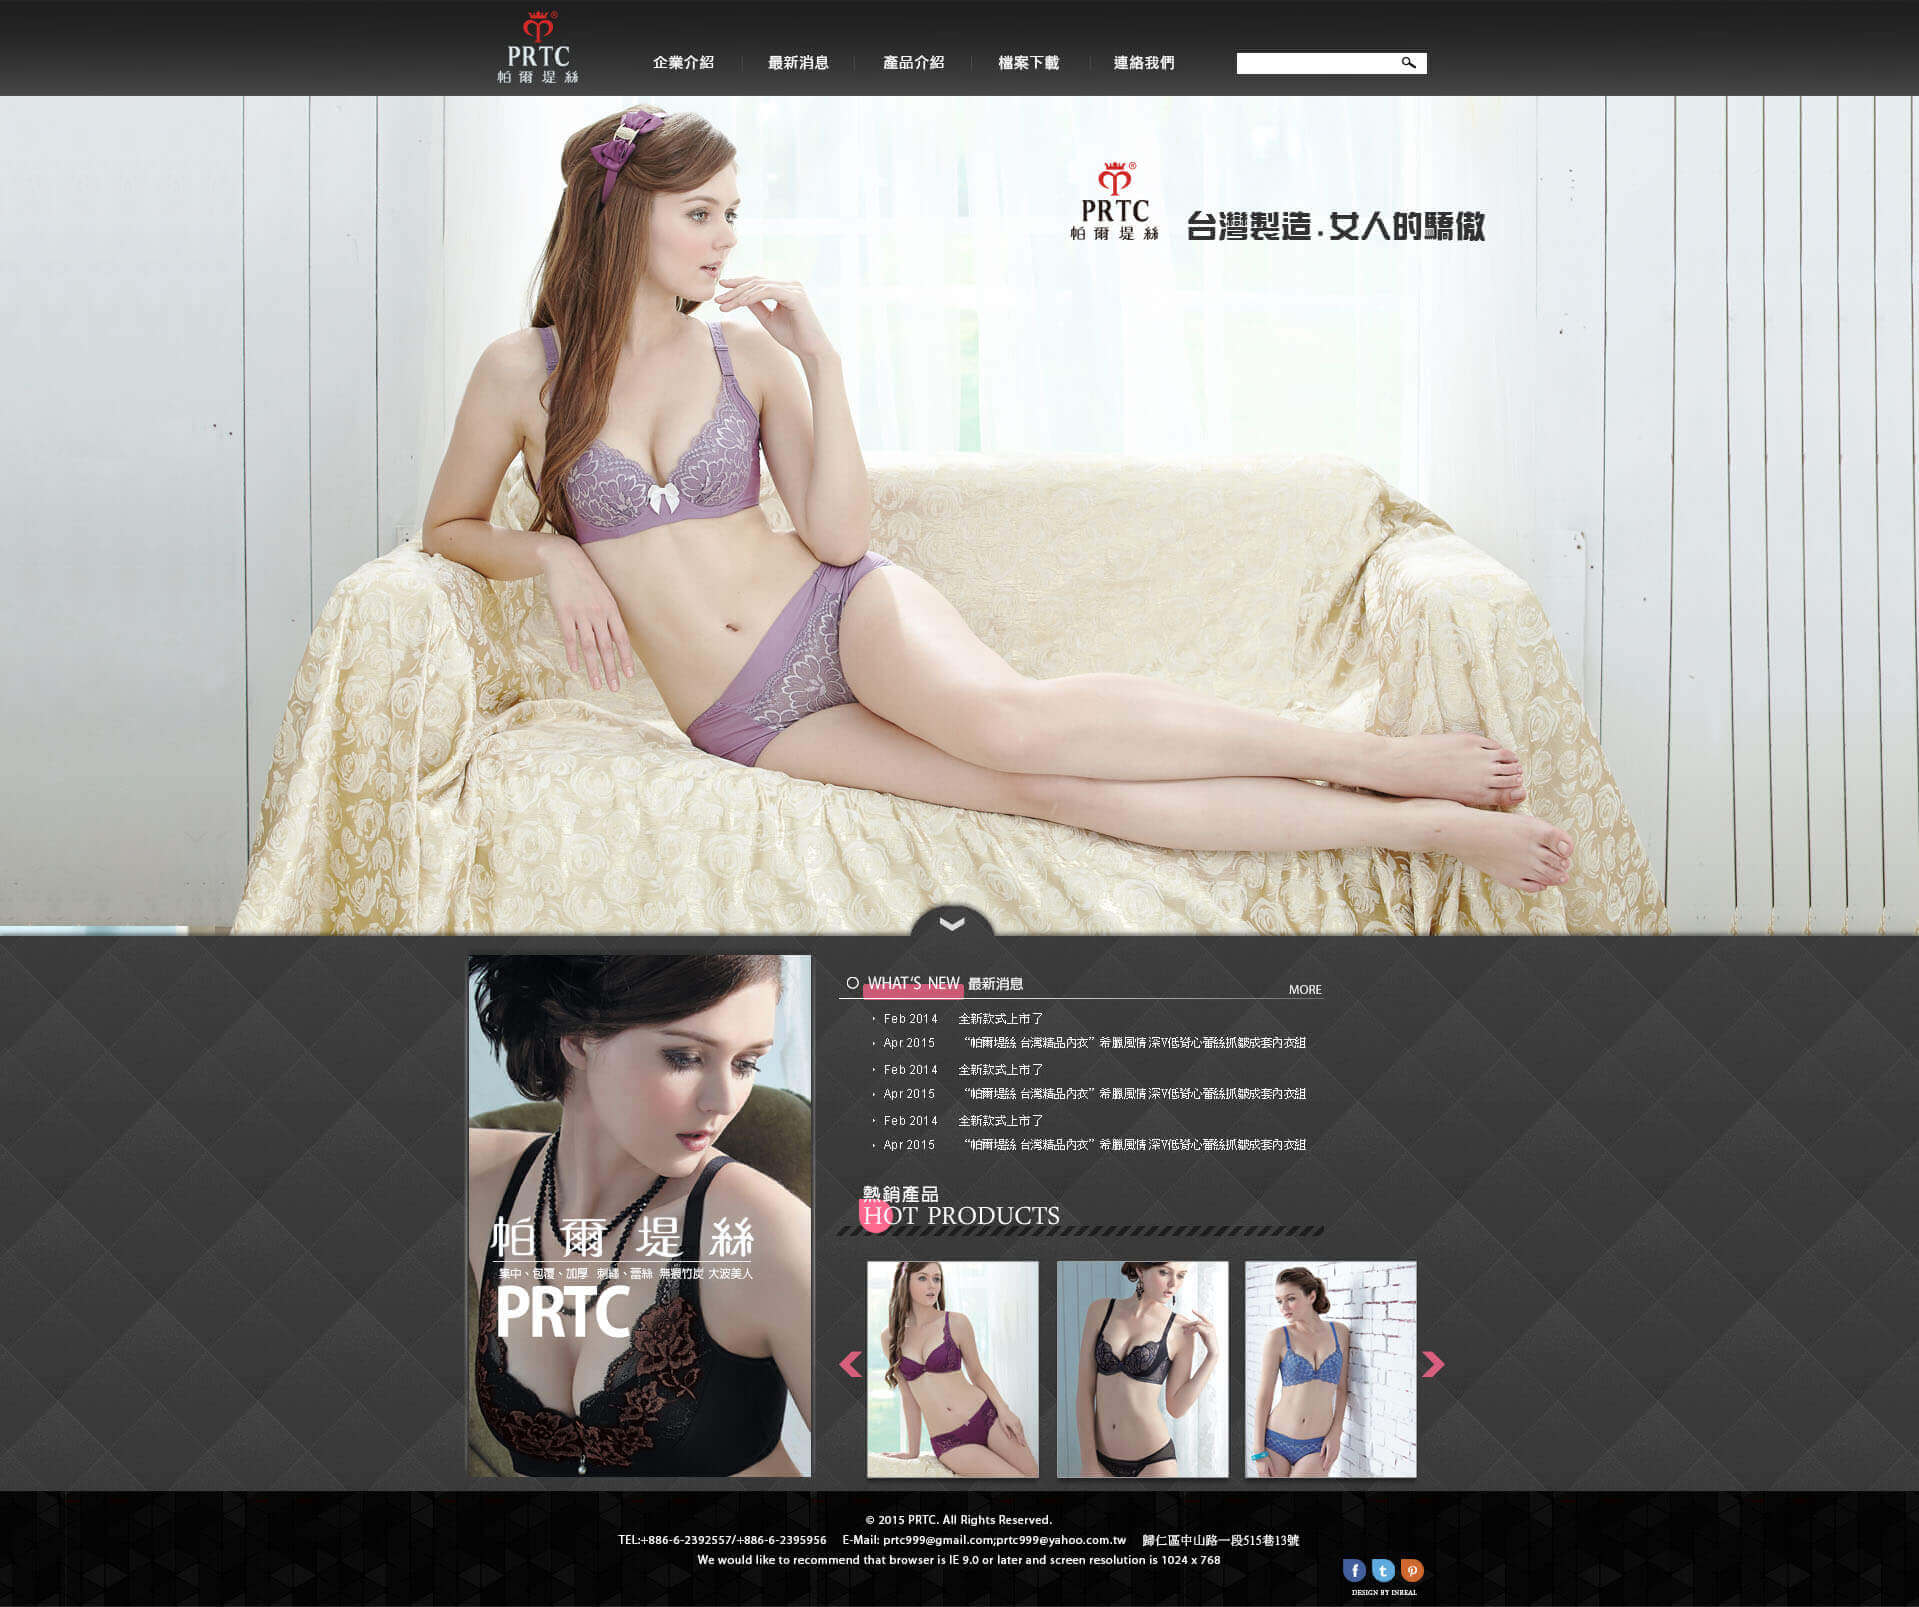 PRTC
帕爾堤絲
企業介紹 最新消息 產品介紹 檔案下載 連絡我們
PRTC
帕爾堤絲
台灣製造.女人的驕傲
WHAT'S NEW 最新消息
MORE
Feb 2014 全新款式上市了
Apr 2015 “帕爾堤絲 台灣精品內衣”希臘風情 深V低脊心蕾絲抓皺成套內衣組
Feb 2014 全新款式上市了
Apr 2015 “帕爾堤絲 台灣精品內衣”希臘風情 深V低脊心蕾絲抓皺成套內衣組
Feb 2014 全新款式上市了
Apr 2015 “帕爾堤絲 台灣精品內衣”希臘風情 深V低脊心蕾絲抓皺成套內衣組
帕爾堤絲
集中、包覆、加厚 刺繡、蕾絲 無痕竹炭 大波美人
PRTC
熱銷產品
HOT PRODUCTS
© 2015 PRTC. All Rights Reserved.
TEL:+886-6-2392557/+886-6-2395956 E-Mail: prtc999@gmail.com;prtc999@yahoo.com.tw 歸仁區中山路一段515巷13號
We would like to recommend that browser is IE 9.0 or later and screen resolution is 1024 x 768
DESIGN BY INREAL